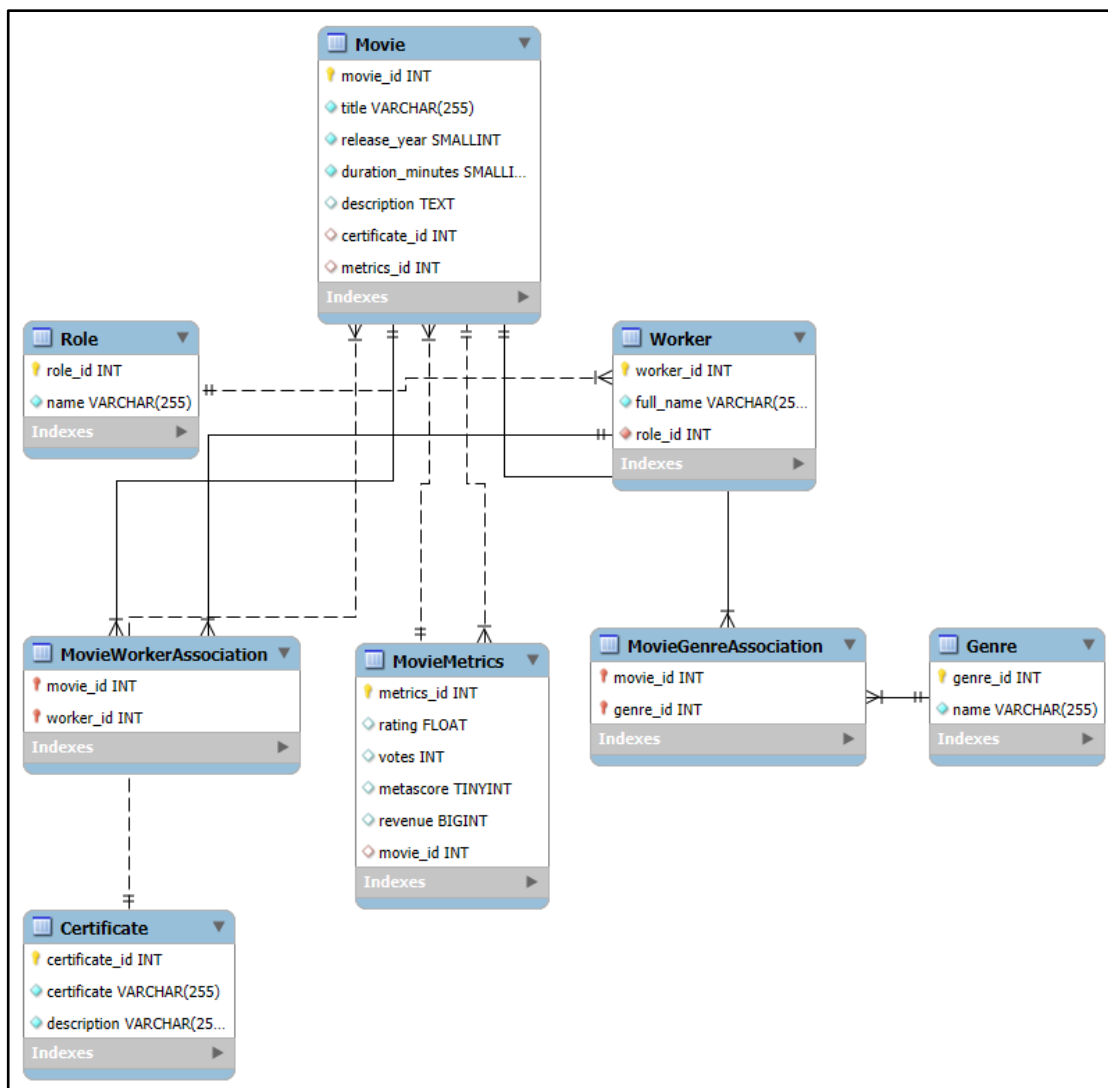 Movie
movie_id INT
title VARCHAR(255)
release_year SMALLINT
duration_minutes SMALLI...
description TEXT
certificate_id INT
metrics_id INT
Indexes
Role
role_id INT
name VARCHAR(255)
Indexes
Worker
worker_id INT
full_name VARCHAR(25...
role_id INT
Indexes
MovieWorkerAssociation
movie_id INT
worker_id INT
Indexes
MovieMetrics
metrics_id INT
rating FLOAT
votes INT
metascore TINYINT
revenue BIGINT
movie_id INT
Indexes
MovieGenreAssociation
movie_id INT
genre_id INT
Indexes
Genre
genre_id INT
name VARCHAR(255)
Indexes
Certificate
certificate_id INT
certificate VARCHAR(255)
description VARCHAR(25...
Indexes